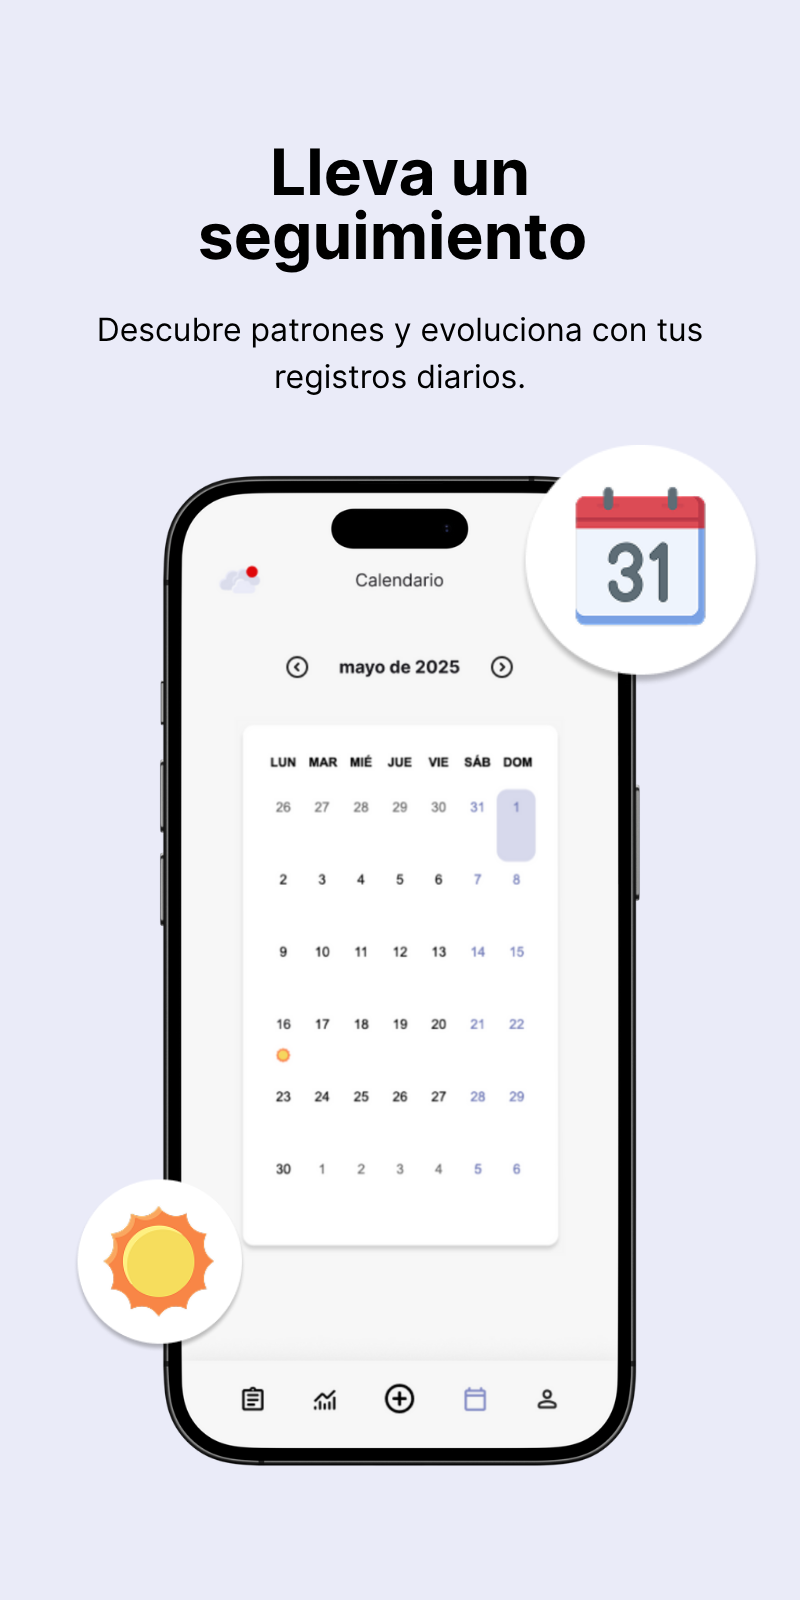 Lleva un
seguimiento
Descubre patrones y evoluciona con tus
registros diarios.
31
Calendario
mayo de 2025
LUN MAR MIÉ JUE VIE SÁB DOM
26 27 28 29 30 31 1
2 3 4 5 6 7 8
9 10 11 12 13 14 15
16 17 18 19 20 21 22
23 24 25 26 27 28 29
30 1 2 3 4 5 6